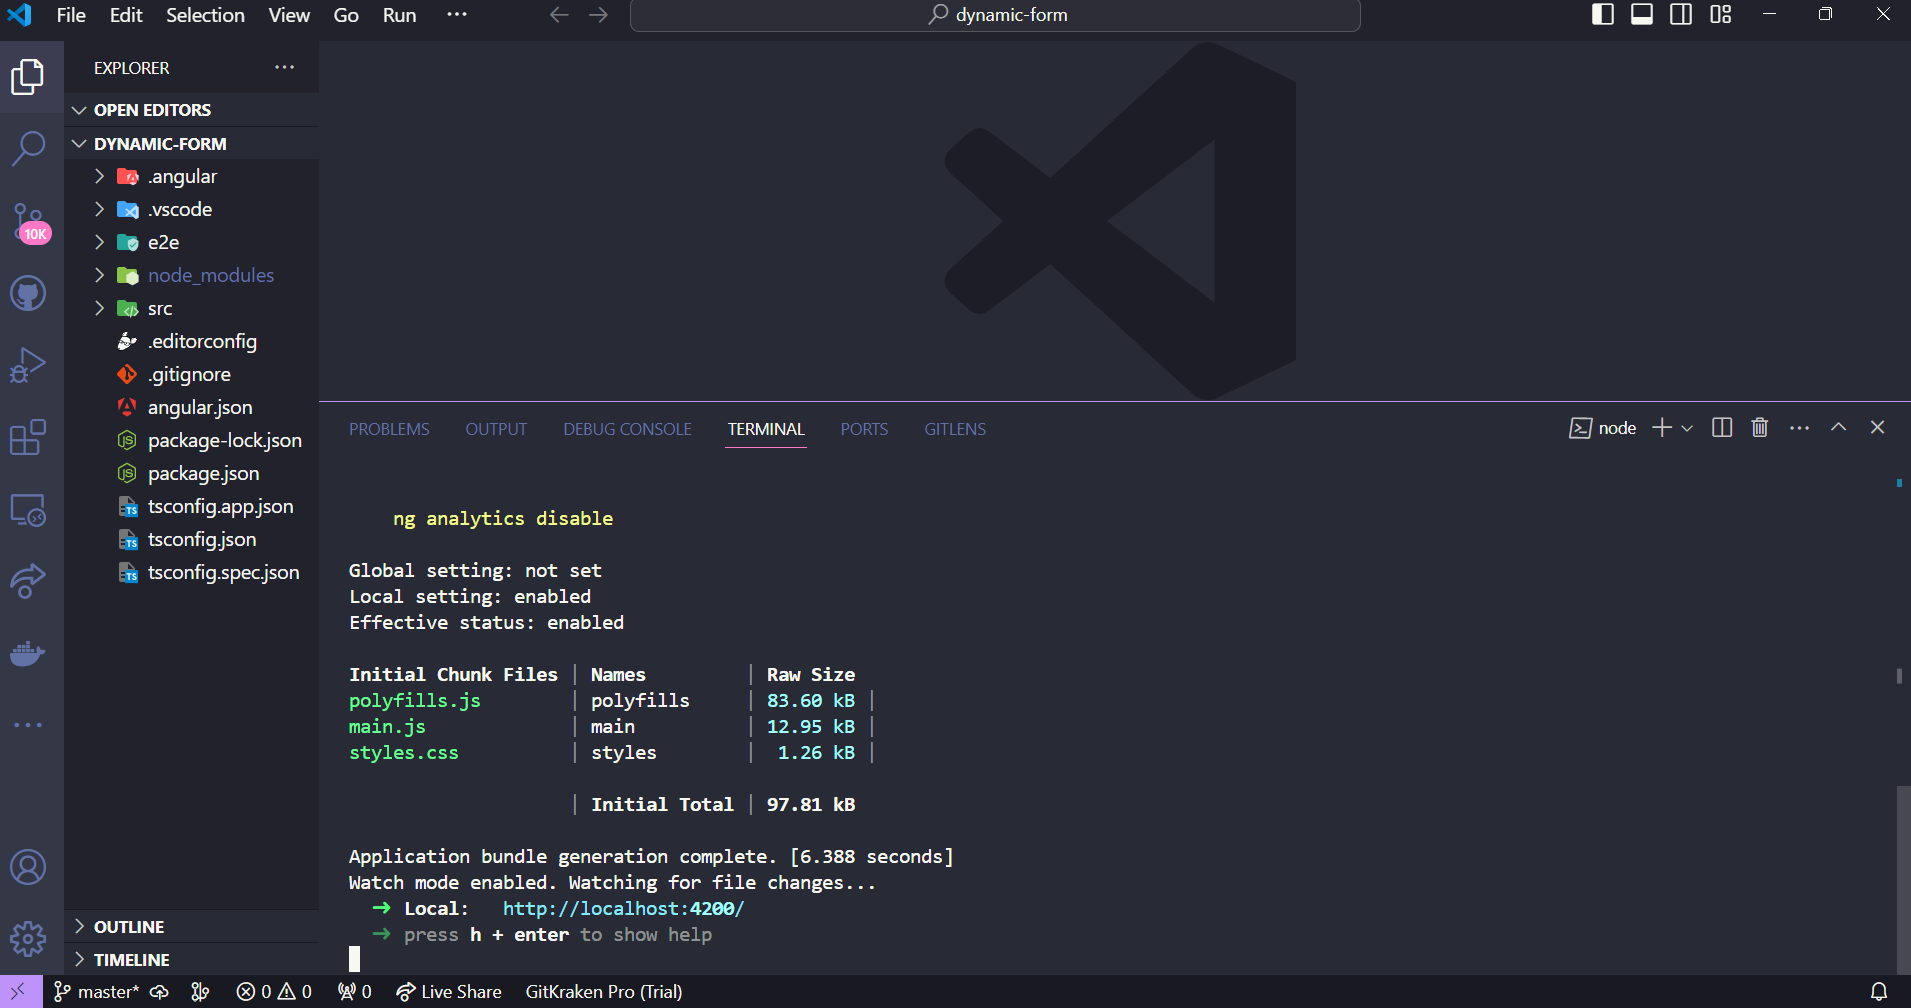 File Edit Selection View Go Run ···
dynamic-form
EXPLORER
OPEN EDITORS
DYNAMIC-FORM
.angular
.vscode
e2e
node_modules
src
.editorconfig
.gitignore
angular.json
package-lock.json
package.json
tsconfig.app.json
tsconfig.json
tsconfig.spec.json
OUTLINE
TIMELINE
10K
PROBLEMS OUTPUT DEBUG CONSOLE TERMINAL PORTS GITLENS
node
ng analytics disable
Global setting: not set
Local setting: enabled
Effective status: enabled
Initial Chunk Files | Names | Raw Size
polyfills.js | polyfills | 83.60 kB |
main.js | main | 12.95 kB |
styles.css | styles | 1.26 kB |
| Initial Total | 97.81 kB
Application bundle generation complete. [6.388 seconds]
Watch mode enabled. Watching for file changes...
➜ Local: http://localhost:4200/
➜ press h + enter to show help
master* 0 0 0 Live Share GitKraken Pro (Trial)